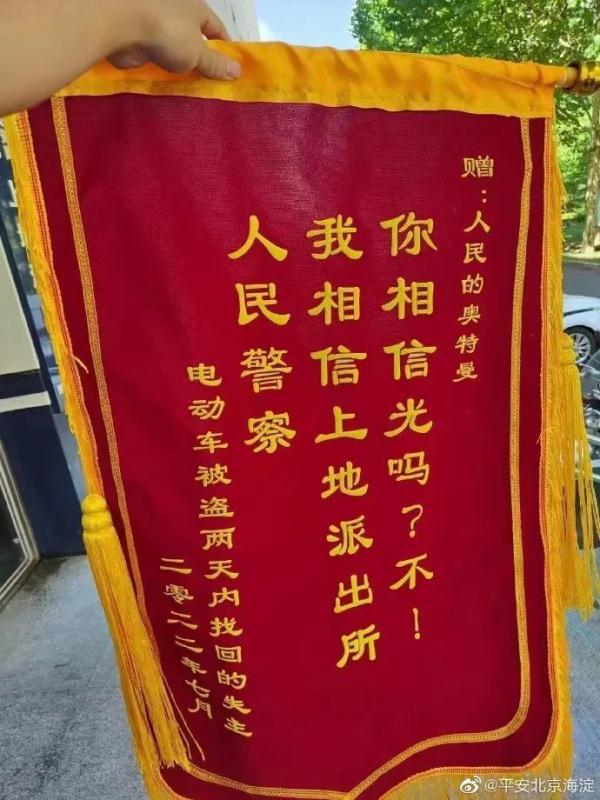 赠：人民的奥特曼
你相信光吗？不！
我相信上地派出所
人民警察
电动车被盗两天内找回的失主
二零二二年七月
@平安北京海淀